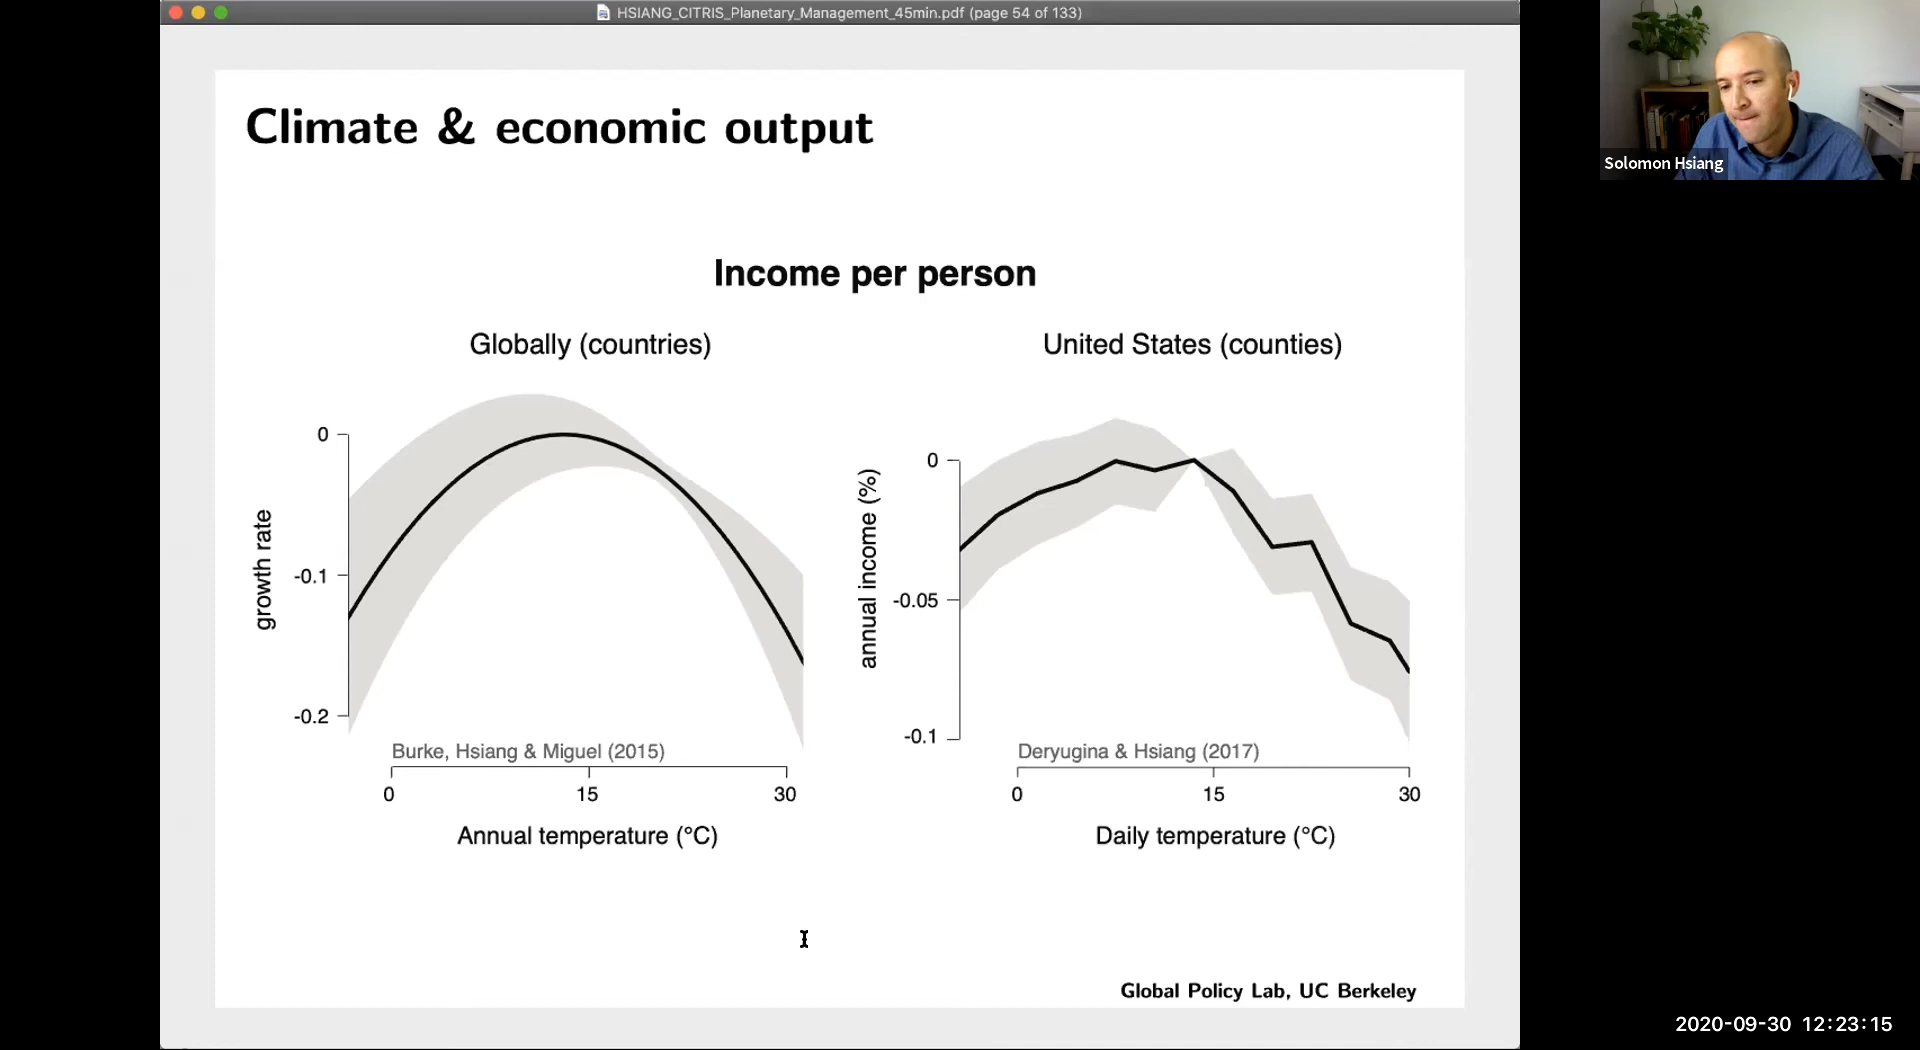 HSIANG_CITRIS_Planetary_Management_45min.pdf (page 54 of 133)
Solomon Hsiang
Climate & economic output
Income per person
Globally (countries)
growth rate
0
-0.1
-0.2
Burke, Hsiang & Miguel (2015)
0 15 30
Annual temperature (°C)
United States (counties)
annual income (%)
0
-0.05
-0.1
Deryugina & Hsiang (2017)
0 15 30
Daily temperature (°C)
Global Policy Lab, UC Berkeley
2020-09-30 12:23:15